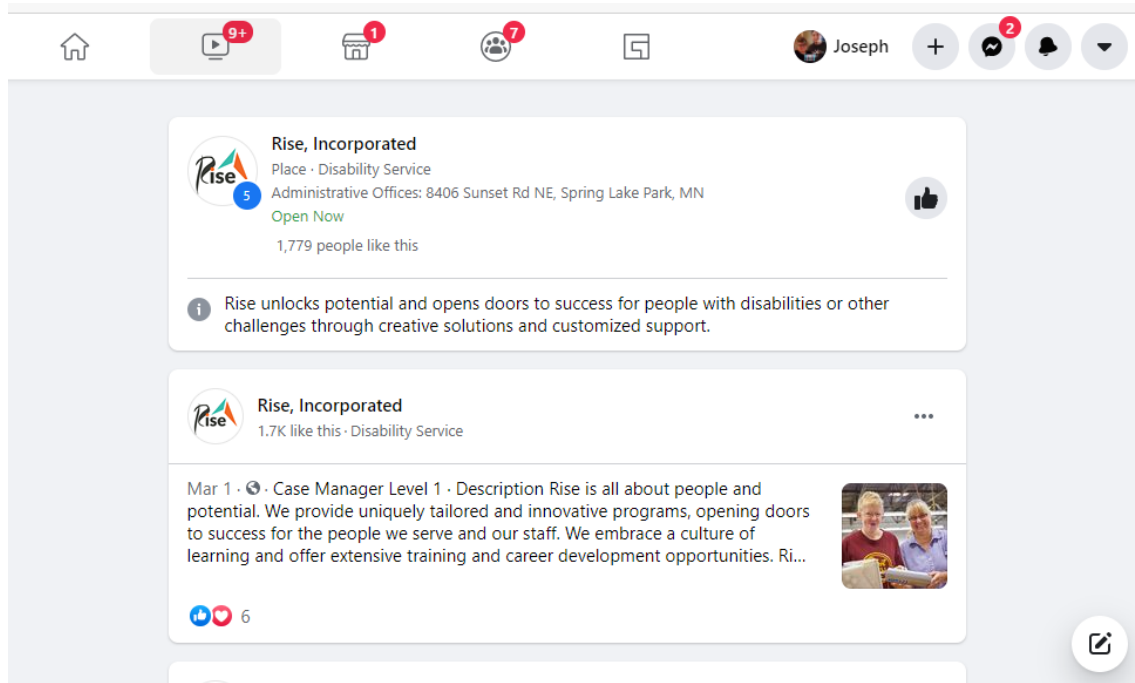 9+
1
7
Joseph
2
Rise
5
Rise, Incorporated
Place · Disability Service
Administrative Offices: 8406 Sunset Rd NE, Spring Lake Park, MN
Open Now
1,779 people like this
Rise unlocks potential and opens doors to success for people with disabilities or other
challenges through creative solutions and customized support.
Rise
Rise, Incorporated
1.7K like this · Disability Service
Mar 1 · · Case Manager Level 1 · Description Rise is all about people and
potential. We provide uniquely tailored and innovative programs, opening doors
to success for the people we serve and our staff. We embrace a culture of
learning and offer extensive training and career development opportunities. Ri...
6